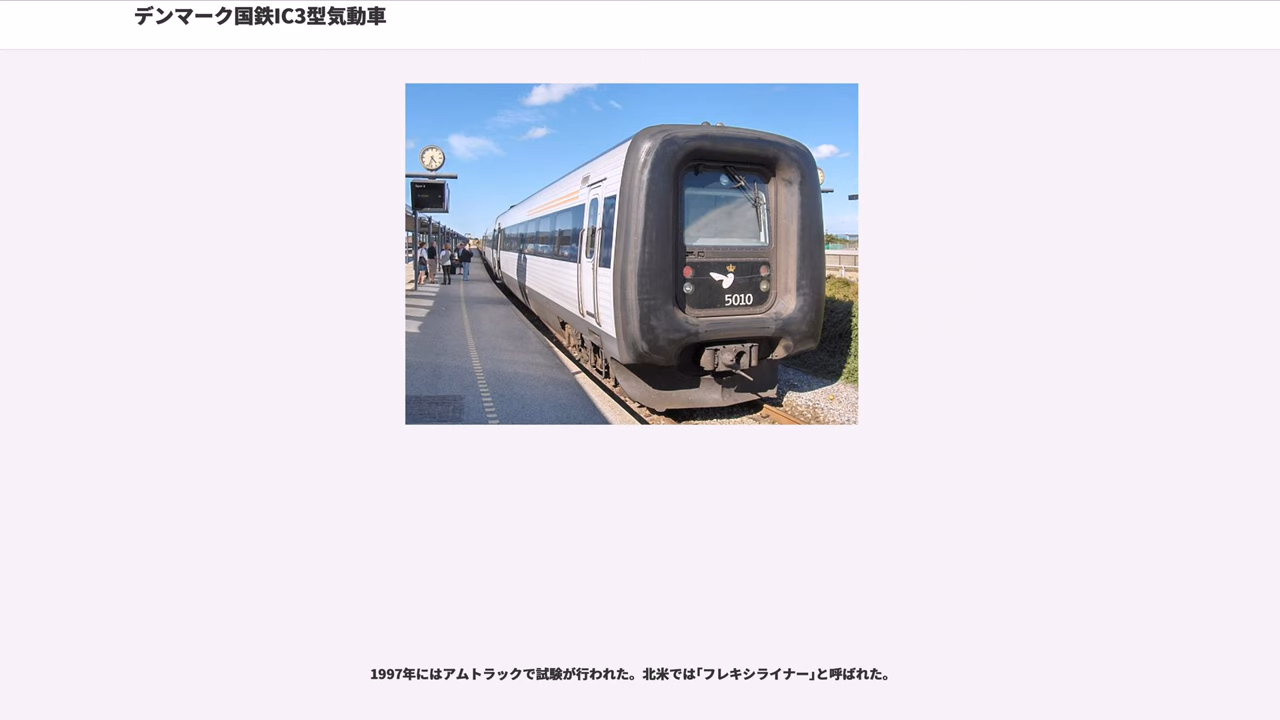 デンマーク国鉄IC3型気動車
5010
1997年にはアムトラックで試験が行われた。北米では｢フレキシライナー｣と呼ばれた。